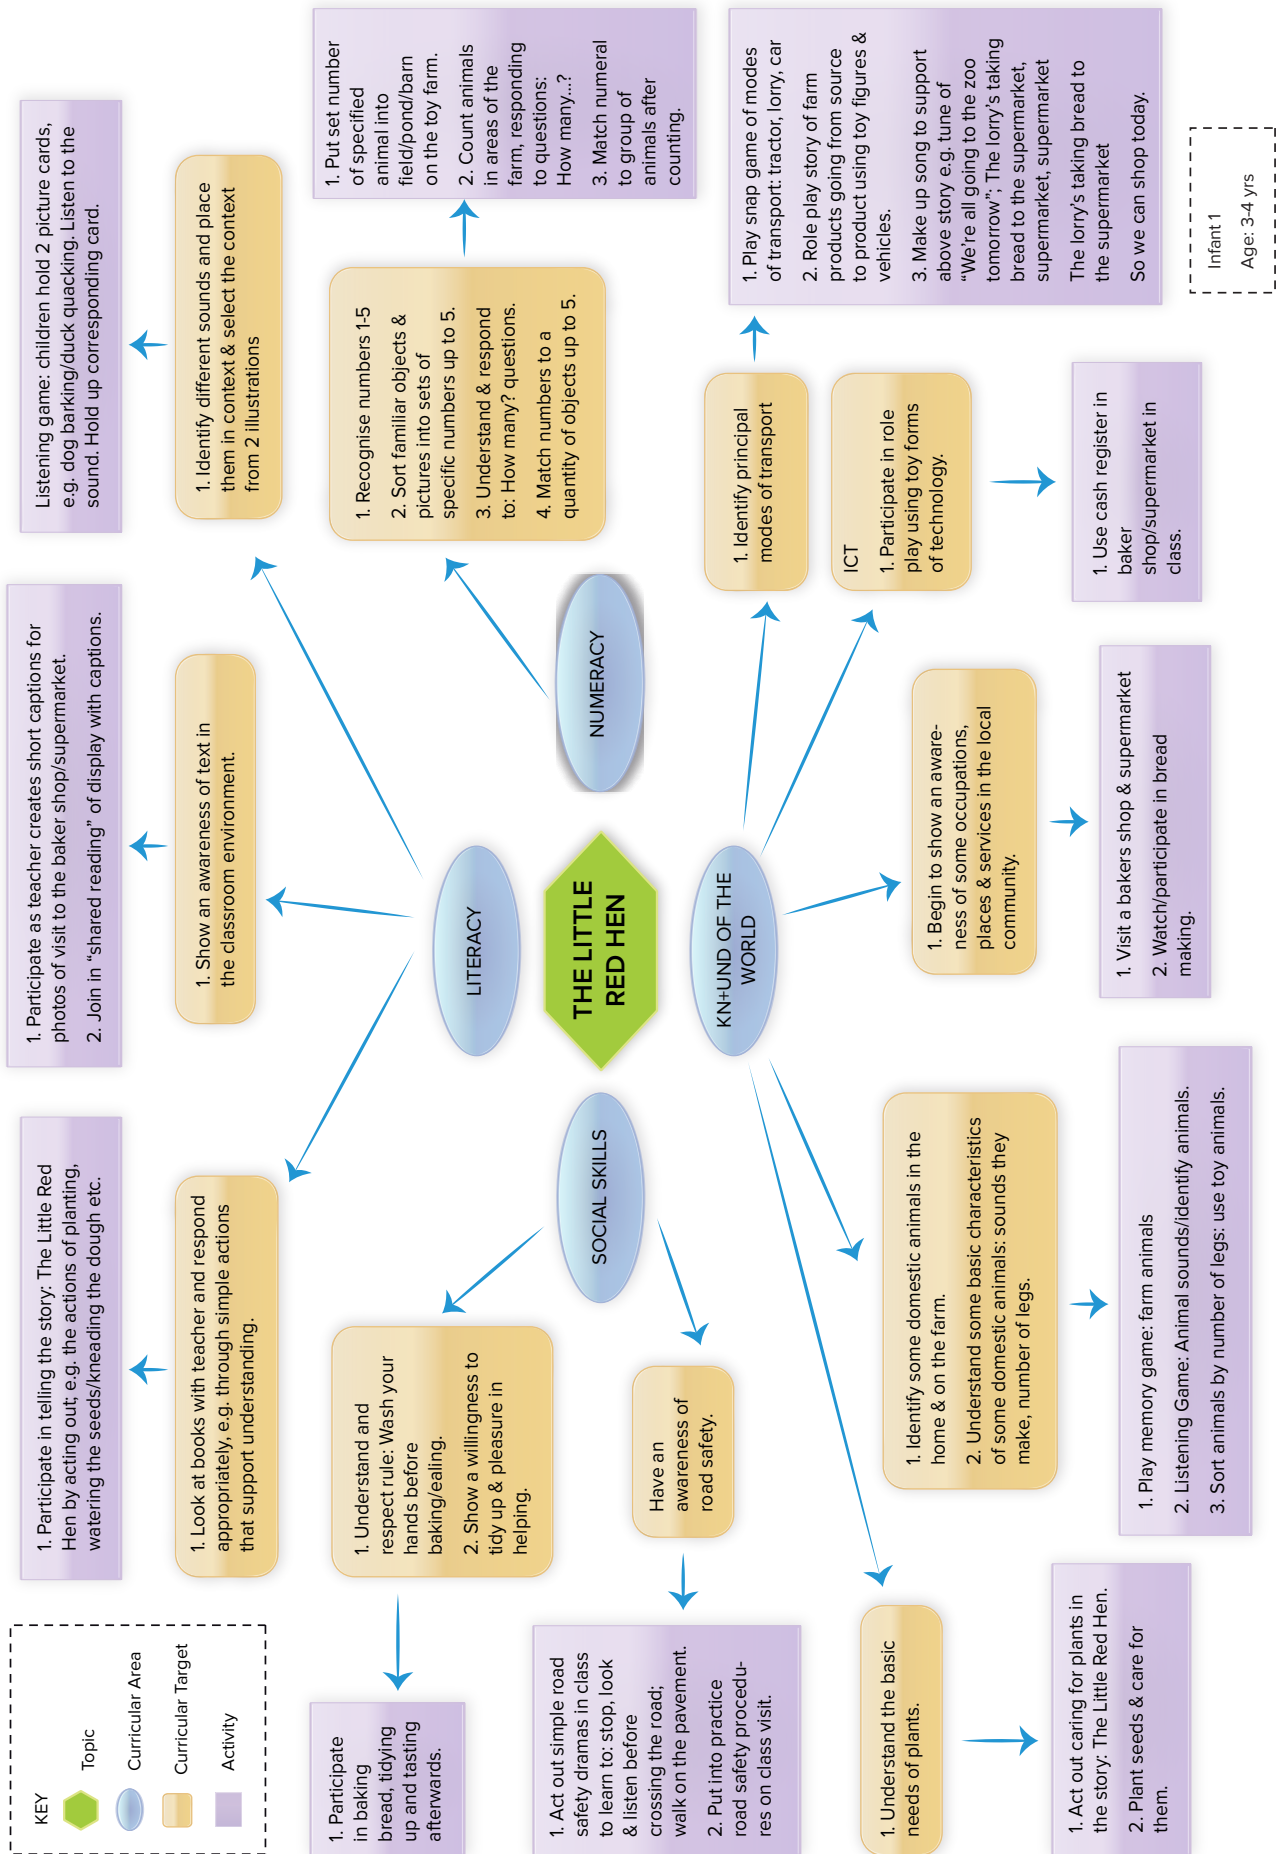 KEY
Topic
Curricular Area
Curricular Target
Activity
1. Participate in telling the story: The Little Red
Hen by acting out; e.g. the actions of planting,
watering the seeds/kneading the dough etc.
1. Participate as teacher creates short captions for
photos of visit to the baker shop/supermarket.
2. Join in “shared reading” of display with captions.
Listening game: children hold 2 picture cards,
e.g. dog barking/duck quacking. Listen to the
sound. Hold up corresponding card.
1. Look at books with teacher and respond
appropriately, e.g. through simple actions
that support understanding.
1. Show an awareness of text in
the classroom environment.
1. Identify different sounds and place
them in context & select the context
from 2 illustrations
1. Participate
in baking
bread, tidying
up and tasting
afterwards.
1. Understand and
respect rule: Wash your
hands before
baking/ealing.
2. Show a willingness to
tidy up & pleasure in
helping.
LITERACY
1. Recognise numbers 1-5
2. Sort familiar objects &
pictures into sets of
specific numbers up to 5.
3. Understand & respond
to: How many? questions.
4. Match numbers to a
quantity of objects up to 5.
1. Put set number
of specified
animal into
field/pond/barn
on the toy farm.
2. Count animals
in areas of the
farm, responding
to questions:
How many...?
3. Match numeral
to group of
animals after
counting.
1. Act out simple road
safety dramas in class
to learn to: stop, look
& listen before
crossing the road;
walk on the pavement.
2. Put into practice
road safety procedu-
res on class visit.
Have an
awareness of
road safety.
SOCIAL SKILLS
THE LITTLE
RED HEN
NUMERACY
KN+UND OF THE
WORLD
1. Identify principal
modes of transport
1. Play snap game of modes
of transport: tractor, lorry, car
2. Role play story of farm
products going from source
to product using toy figures &
vehicles.
3. Make up song to support
above story e.g. tune of
“We’re all going to the zoo
tomorrow”; The lorry’s taking
bread to the supermarket,
supermarket, supermarket
The lorry’s taking bread to
the supermarket
So we can shop today.
ICT
1. Participate in role
play using toy forms
of technology.
1. Understand the basic
needs of plants.
1. Identify some domestic animals in the
home & on the farm.
2. Understand some basic characteristics
of some domestic animals: sounds they
make, number of legs.
1. Begin to show an aware-
ness of some occupations,
places & services in the local
community.
1. Act out caring for plants in
the story: The Little Red Hen.
2. Plant seeds & care for
them.
1. Play memory game: farm animals
2. Listening Game: Animal sounds/identify animals.
3. Sort animals by number of legs: use toy animals.
1. Visit a bakers shop & supermarket
2. Watch/participate in bread
making.
1. Use cash register in
baker
shop/supermarket in
class.
Infant 1
Age: 3-4 yrs